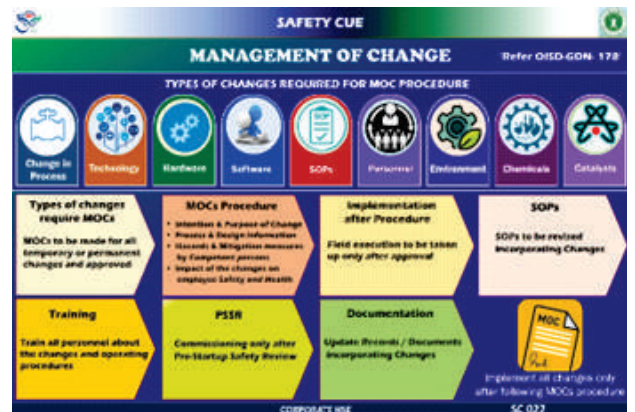 SAFETY CUE
MANAGEMENT OF CHANGE
'Refer OISD-GDN- 178'
TYPES OF CHANGES REQUIRED FOR MOC PROCEDURE
Change in
Process
Technology
Hardware
Software
SOP
SOPs
Personnel
Environment
Chemicals
Catalysts
Types of changes
require MOCs
MOCs to be made for all
temporary or permanent
changes and approved
MOCs Procedure
• Intention & Purpose of Change
• Process & Design Information
• Hazards & Mitigation measures
by Competent persons
• Impact of the changes on
employee Safety and Health
Implementation
after Procedure
Field execution to be taken
up only after approval
SOPs
SOPs to be revised
incorporating Changes
Training
Train all personnel about
the changes and operating
procedures
PSSR
Commissioning only after
Pre-Startup Safety Review
Documentation
Update Records / Documents
incorporating Changes
MOC
Implement all changes only
after following MOCs procedure
CORPORATE HSE
SC 022